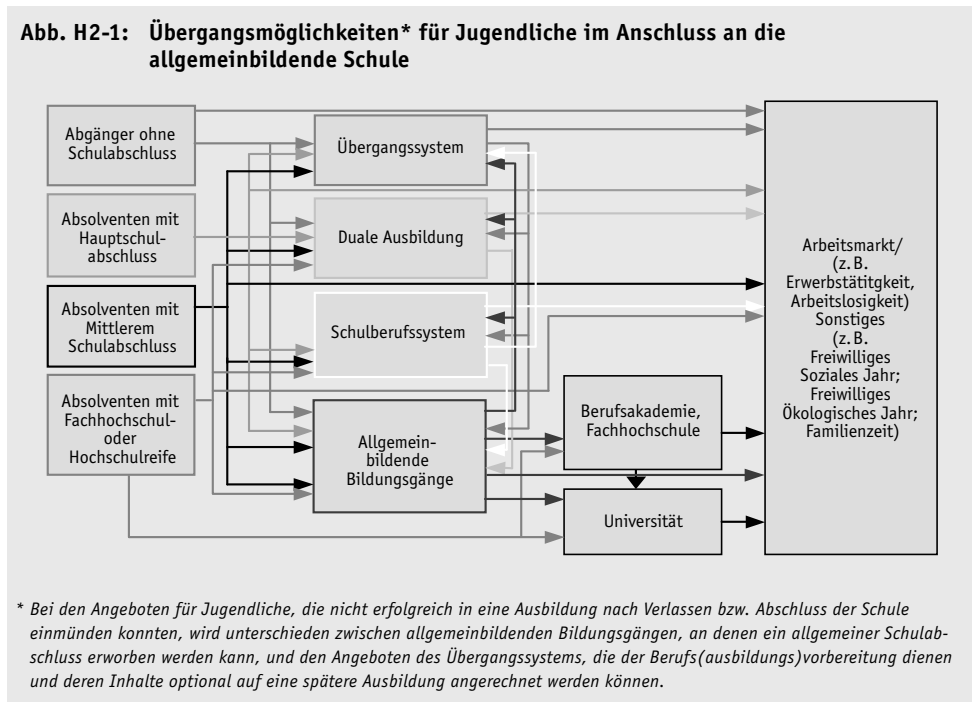 Abb. H2-1: Übergangsmöglichkeiten* für Jugendliche im Anschluss an die
allgemeinbildende Schule
Abgänger ohne
Schulabschluss
Absolventen mit
Hauptschul-
abschluss
Absolventen mit
Mittlerem
Schulabschluss
Absolventen mit
Fachhochschul-
oder
Hochschulreife
Übergangssystem
Duale Ausbildung
Schulberufssystem
Allgemein-
bildende
Bildungsgänge
Berufsakademie,
Fachhochschule
Universität
Arbeitsmarkt/
(z.B.
Erwerbstätitgkeit,
Arbeitslosigkeit)
Sonstiges
(z.B.
Freiwilliges
Soziales Jahr;
Freiwilliges
Ökologisches Jahr;
Familienzeit)
* Bei den Angeboten für Jugendliche, die nicht erfolgreich in eine Ausbildung nach Verlassen bzw. Abschluss der Schule
einmünden konnten, wird unterschieden zwischen allgemeinbildenden Bildungsgängen, an denen ein allgemeiner Schulab-
schluss erworben werden kann, und den Angeboten des Übergangssystems, die der Berufs(ausbildungs)vorbereitung dienen
und deren Inhalte optional auf eine spätere Ausbildung angerechnet werden können.